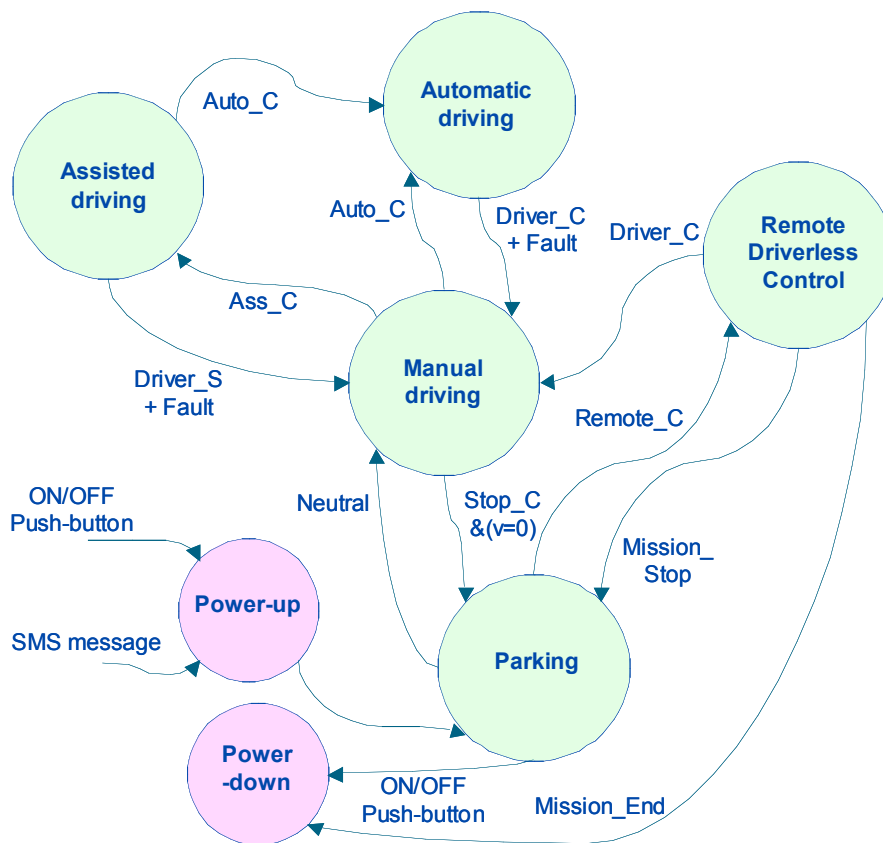 Automatic
driving
Auto_C
Assisted
driving
Auto_C
Driver_C
+ Fault
Driver_C
Remote
Driverless
Control
Ass_C
Manual
driving
Driver_S
+ Fault
Remote_C
Neutral
Stop_C
&(v=0)
ON/OFF
Push-button
Mission_
Stop
Power-up
SMS message
Parking
Power
-down
ON/OFF
Push-button
Mission_End